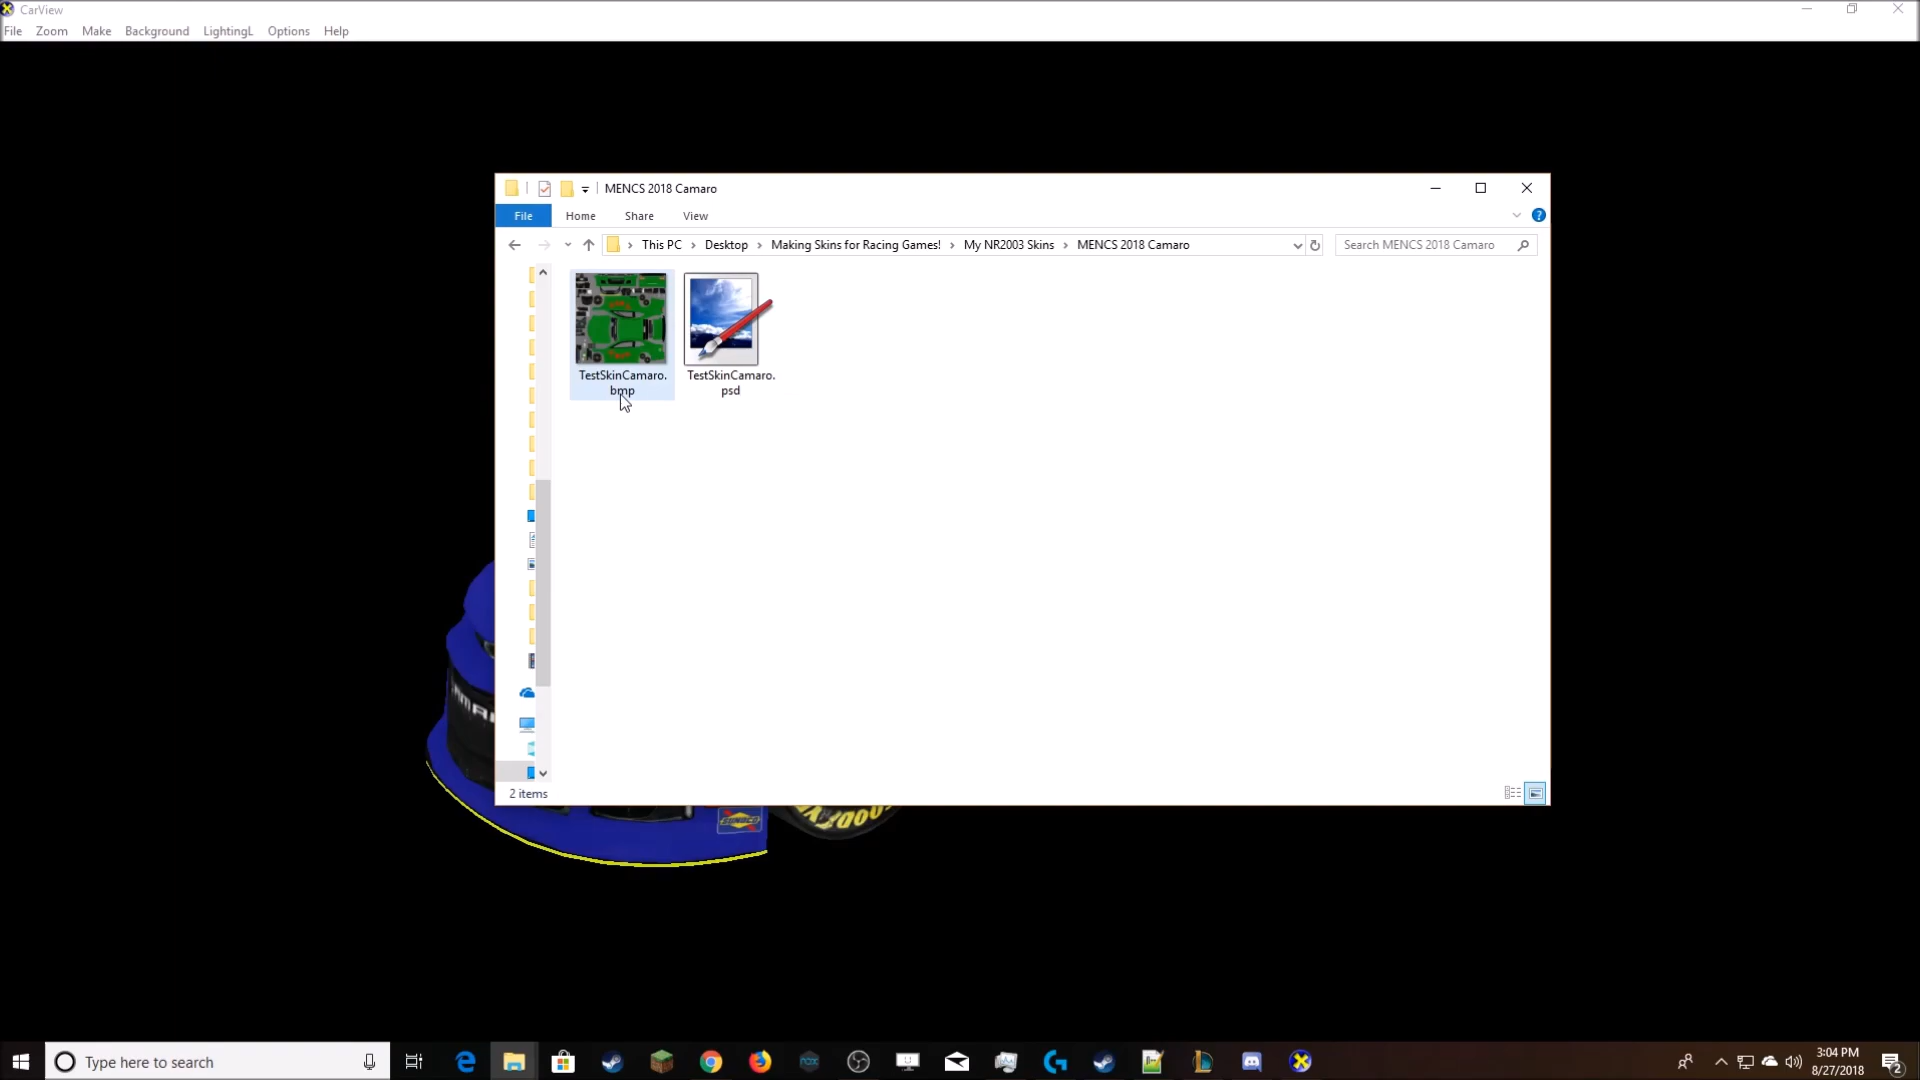 CarView
File Zoom Make Background LightingL Options Help
MENCS 2018 Camaro
File Home Share View
This PC > Desktop > Making Skins for Racing Games! > My NR2003 Skins > MENCS 2018 Camaro
Search MENCS 2018 Camaro
TestSkinCamaro.
bmp
TestSkinCamaro.
psd
2 items
SUNOCO
Type here to search
3:04 PM
8/27/2018
2